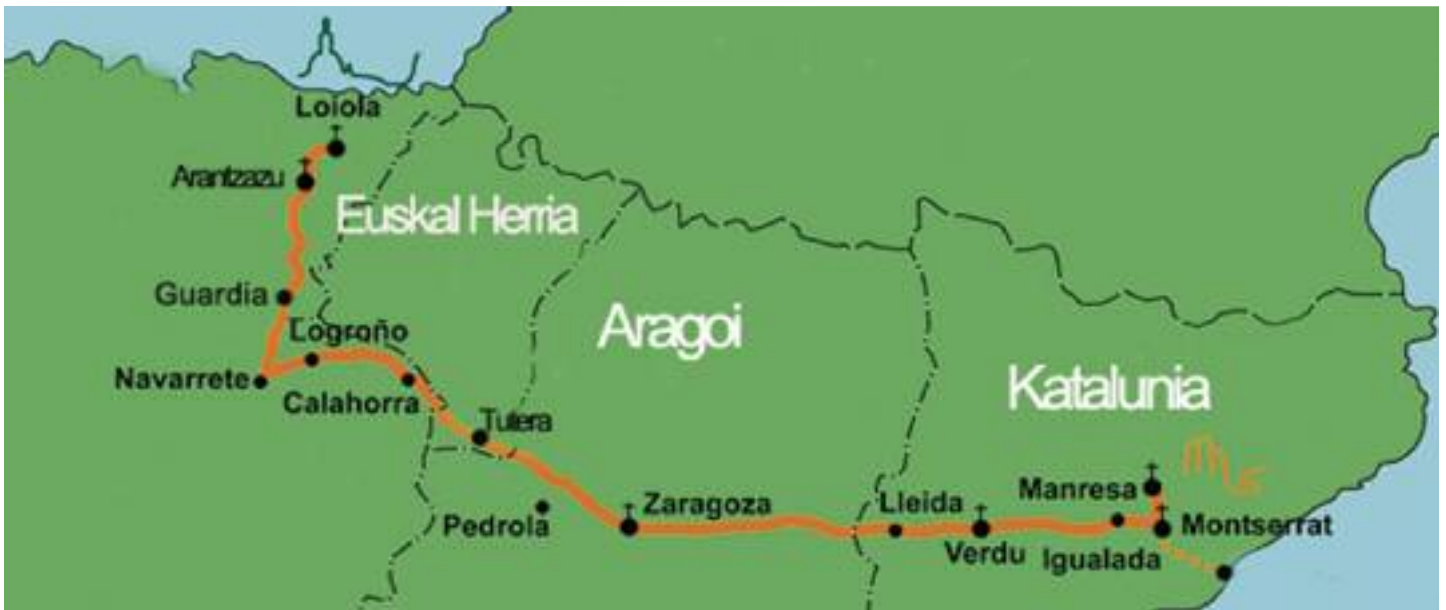 Loiola
Arantzazu
Euskal Herria
Guardia
Aragoi
Logroño
Navarrete
Calahorra
Katalunia
Tutera
Manresa
Zaragoza
Lleida
Pedrola
Montserrat
Verdu
Igualada